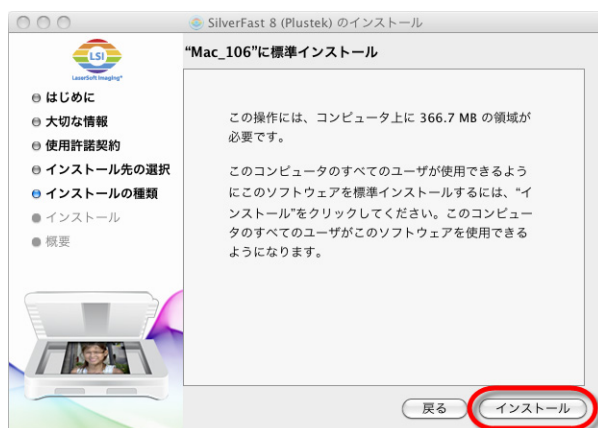 SilverFast 8 (Plustek) のインストール
LSI
LaserSoft Imaging
“Mac_106”に標準インストール
はじめに
大切な情報
使用許諾契約
インストール先の選択
インストールの種類
インストール
概要
この操作には、コンピュータ上に 366.7 MB の領域が
必要です。
このコンピュータのすべてのユーザが使用できるよう
にこのソフトウェアを標準インストールするには、“イ
ンストール”をクリックしてください。このコンピュー
タのすべてのユーザがこのソフトウェアを使用できる
ようになります。
戻る
インストール